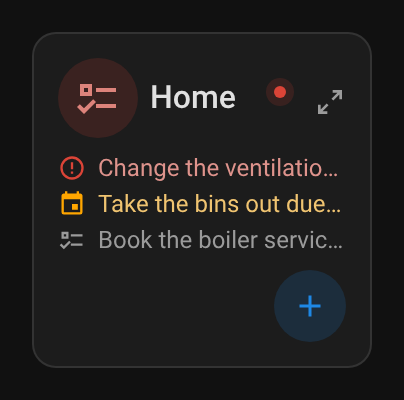 Home
Change the ventilatio...
Take the bins out due...
Book the boiler servic...